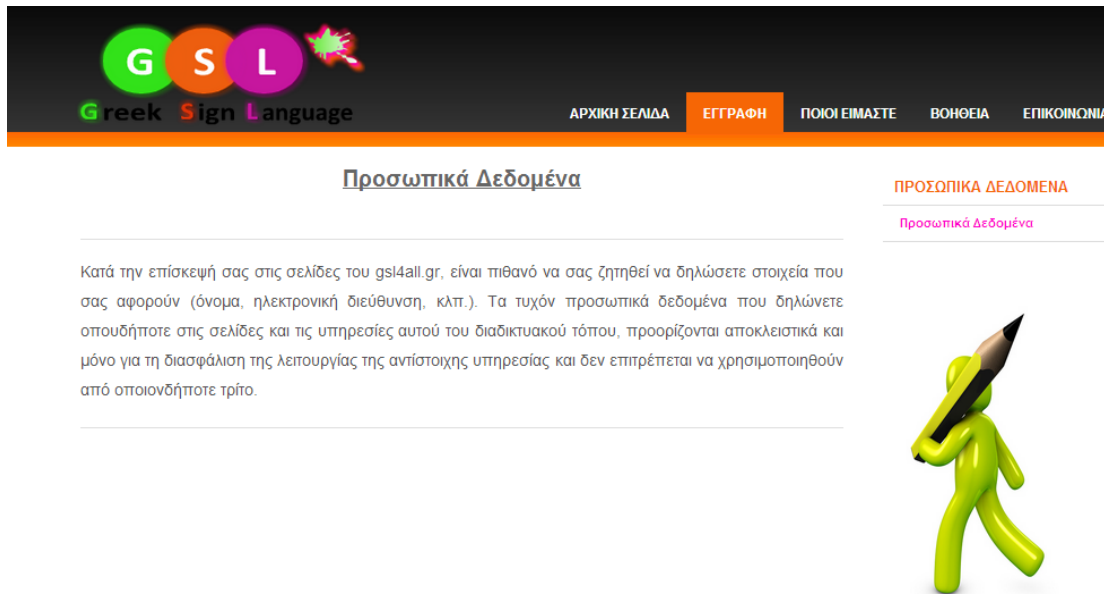 G S L
Greek Sign Language
ΑΡΧΙΚΗ ΣΕΛΙΔΑ ΕΓΓΡΑΦΗ ΠΟΙΟΙ ΕΙΜΑΣΤΕ ΒΟΗΘΕΙΑ ΕΠΙΚΟΙΝΩΝΙΑ
Προσωπικά Δεδομένα
Κατά την επίσκεψή σας στις σελίδες του gsl4all.gr, είναι πιθανό να σας ζητηθεί να δηλώσετε στοιχεία που
σας αφορούν (όνομα, ηλεκτρονική διεύθυνση, κλπ.). Τα τυχόν προσωπικά δεδομένα που δηλώνετε
οπουδήποτε στις σελίδες και τις υπηρεσίες αυτού του διαδικτυακού τόπου, προορίζονται αποκλειστικά και
μόνο για τη διασφάλιση της λειτουργίας της αντίστοιχης υπηρεσίας και δεν επιτρέπεται να χρησιμοποιηθούν
από οποιονδήποτε τρίτο.
ΠΡΟΣΩΠΙΚΑ ΔΕΔΟΜΕΝΑ
Προσωπικά Δεδομένα